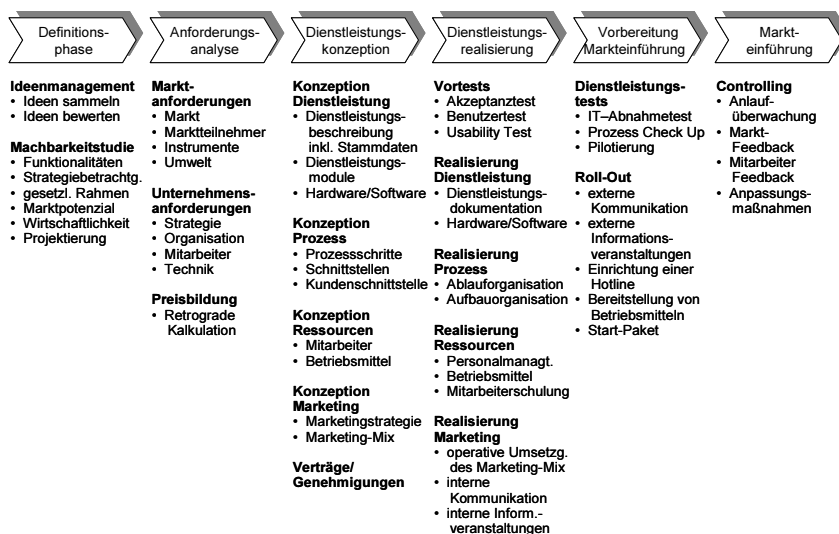 Definitions-
phase
Anforderungs-
analyse
Dienstleistungs-
konzeption
Dienstleistungs-
realisierung
Vorbereitung
Markteinführung
Markt-
einführung
Ideenmanagement
• Ideen sammeln
• Ideen bewerten
Machbarkeitstudie
• Funktionalitäten
• Strategiebetrachtg.
• gesetzl. Rahmen
• Marktpotenzial
• Wirtschaftlichkeit
• Projektierung
Markt-
anforderungen
• Markt
• Marktteilnehmer
• Instrumente
• Umwelt
Unternehmens-
anforderungen
• Strategie
• Organisation
• Mitarbeiter
• Technik
Preisbildung
• Retrograde
Kalkulation
Konzeption
Dienstleistung
• Dienstleistungs-
beschreibung
inkl. Stammdaten
• Dienstleistungs-
module
• Hardware/Software
Konzeption
Prozess
• Prozessschritte
• Schnittstellen
• Kundenschnittstelle
Konzeption
Ressourcen
• Mitarbeiter
• Betriebsmittel
Konzeption
Marketing
• Marketingstrategie
• Marketing-Mix
Verträge/
Genehmigungen
Vortests
• Akzeptanztest
• Benutzertest
• Usability Test
Realisierung
Dienstleistung
• Dienstleistungs-
dokumentation
• Hardware/Software
Realisierung
Prozess
• Ablauforganisation
• Aufbauorganisation
Realisierung
Ressourcen
• Personalmanagt.
• Betriebsmittel
• Mitarbeiterschulung
Realisierung
Marketing
• operative Umsetzg.
des Marketing-Mix
• interne
Kommunikation
• interne Inform.-
veranstaltungen
Dienstleistungs-
tests
• IT–Abnahmetest
• Prozess Check Up
• Pilotierung
Roll-Out
• externe
Kommunikation
• externe
Informations-
veranstaltungen
• Einrichtung einer
Hotline
• Bereitstellung von
Betriebsmitteln
• Start-Paket
Controlling
• Anlauf-
überwachung
• Markt-
Feedback
• Mitarbeiter
Feedback
• Anpassungs-
maßnahmen